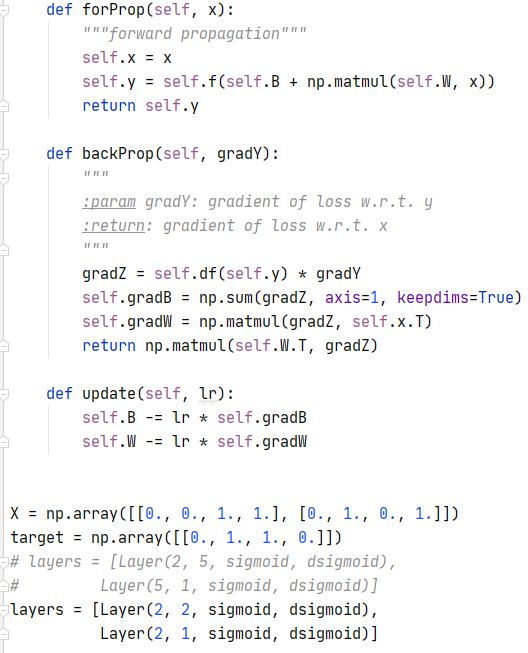 def forProp(self, x):
"""forward propagation"""
self.x = x
self.y = self.f(self.B + np.matmul(self.W, x))
return self.y
def backProp(self, gradY):
"""
:param gradY: gradient of loss w.r.t. y
:return: gradient of loss w.r.t. x
"""
gradZ = self.df(self.y) * gradY
self.gradB = np.sum(gradZ, axis=1, keepdims=True)
self.gradW = np.matmul(gradZ, self.x.T)
return np.matmul(self.W.T, gradZ)
def update(self, lr):
self.B -= lr * self.gradB
self.W -= lr * self.gradW
X = np.array([[0., 0., 1., 1.], [0., 1., 0., 1.]])
target = np.array([[0., 1., 1., 0.]])
# layers = [Layer(2, 5, sigmoid, dsigmoid),
#         Layer(5, 1, sigmoid, dsigmoid)]
layers = [Layer(2, 2, sigmoid, dsigmoid),
Layer(2, 1, sigmoid, dsigmoid)]